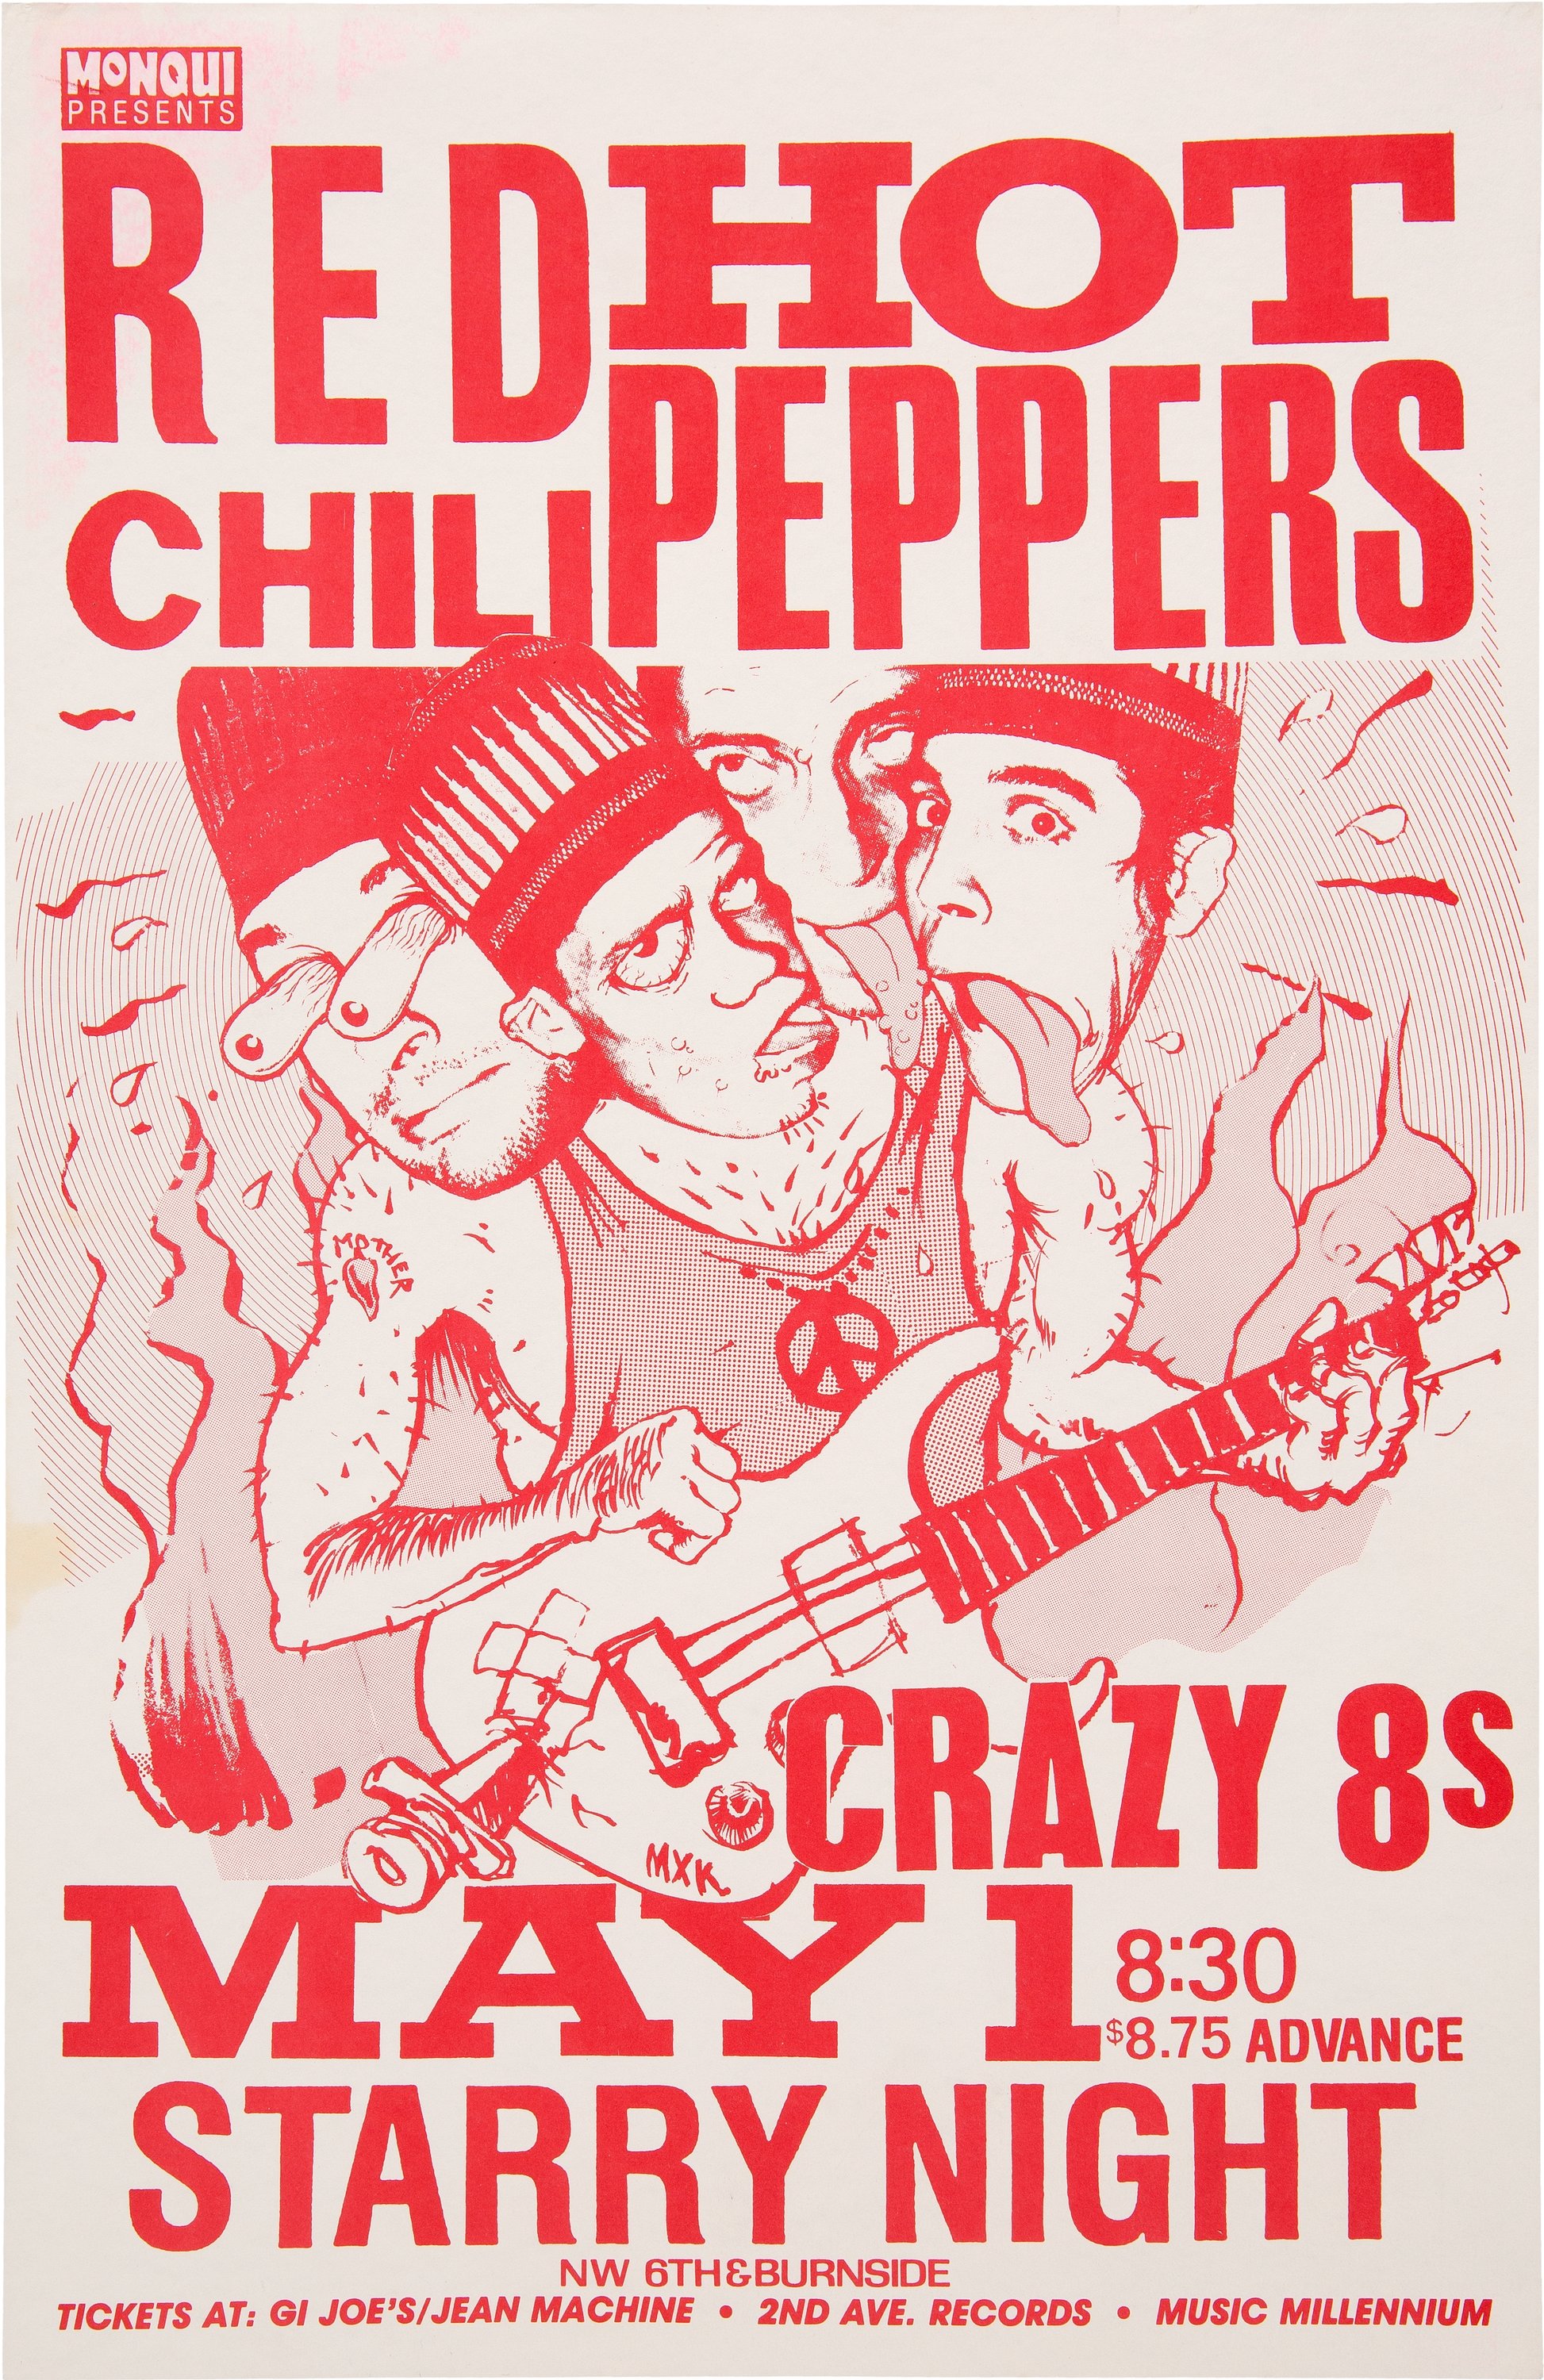 MONQUI
PRESENTS
RED HOT
CHILI PEPPERS
MOTHER
MXK
CRAZY 8s
MAY 1
8:30
$8.75 ADVANCE
STARRY NIGHT
NW 6TH & BURNSIDE
TICKETS AT: GI JOE'S/JEAN MACHINE • 2ND AVE. RECORDS • MUSIC MILLENNIUM